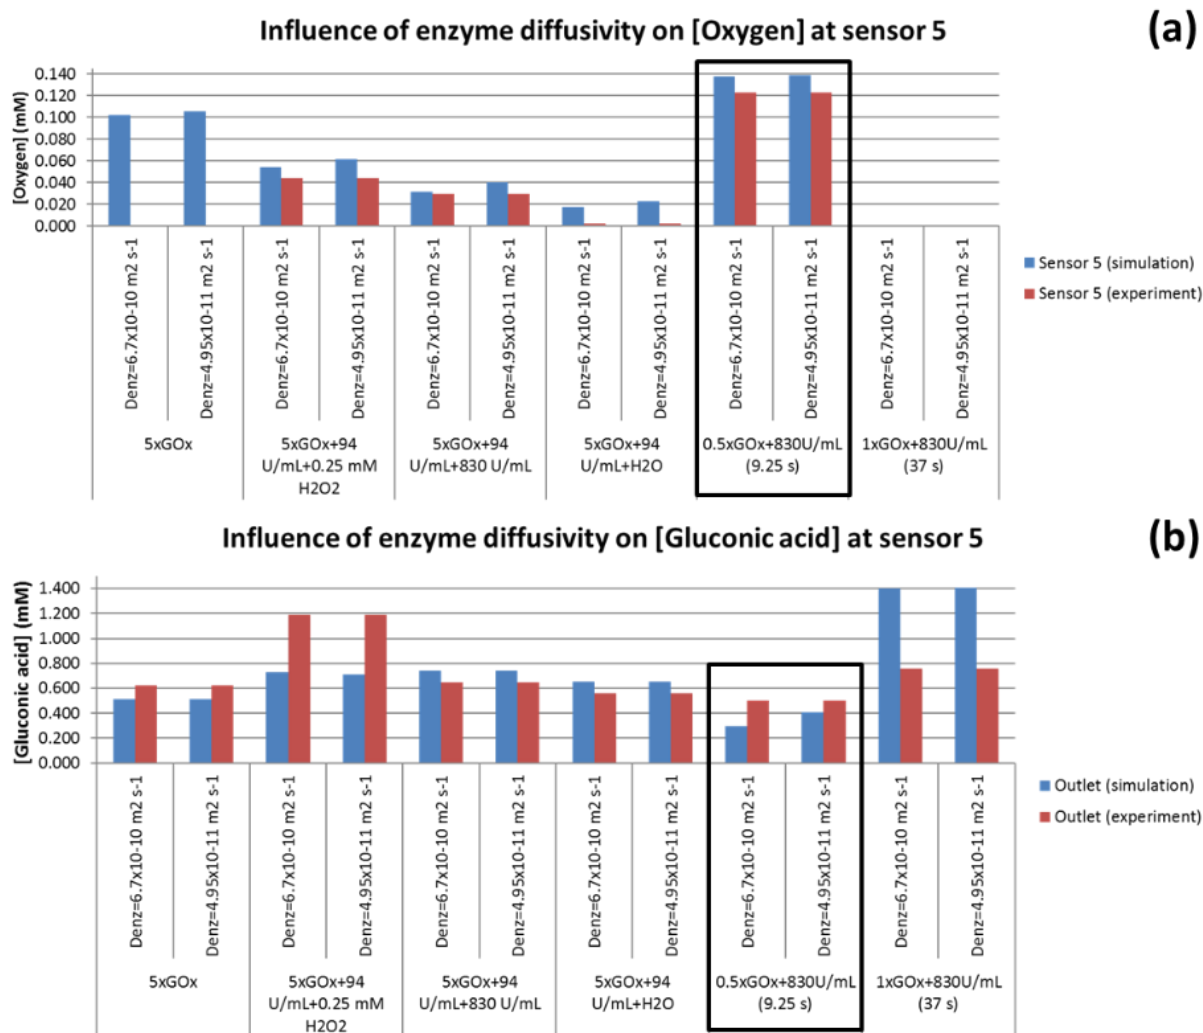 Influence of enzyme diffusivity on [Oxygen] at sensor 5
(a)
[Oxygen] (mM)
0.140
0.120
0.100
0.080
0.060
0.040
0.020
0.000
Denz=6.7x10-10 m2 s-1
Denz=4.95x10-11 m2 s-1
Denz=6.7x10-10 m2 s-1
Denz=4.95x10-11 m2 s-1
Denz=6.7x10-10 m2 s-1
Denz=4.95x10-11 m2 s-1
Denz=6.7x10-10 m2 s-1
Denz=4.95x10-11 m2 s-1
Denz=6.7x10-10 m2 s-1
Denz=4.95x10-11 m2 s-1
Denz=6.7x10-10 m2 s-1
Denz=4.95x10-11 m2 s-1
5xGOx
5xGOx+94
U/mL+0.25 mM
H2O2
5xGOx+94
U/mL+830 U/mL
5xGOx+94
U/mL+H2O
0.5xGOx+830U/mL
(9.25 s)
1xGOx+830U/mL
(37 s)
Sensor 5 (simulation)
Sensor 5 (experiment)
Influence of enzyme diffusivity on [Gluconic acid] at sensor 5
(b)
[Gluconic acid] (mM)
1.400
1.200
1.000
0.800
0.600
0.400
0.200
0.000
Denz=6.7x10-10 m2 s-1
Denz=4.95x10-11 m2 s-1
Denz=6.7x10-10 m2 s-1
Denz=4.95x10-11 m2 s-1
Denz=6.7x10-10 m2 s-1
Denz=4.95x10-11 m2 s-1
Denz=6.7x10-10 m2 s-1
Denz=4.95x10-11 m2 s-1
Denz=6.7x10-10 m2 s-1
Denz=4.95x10-11 m2 s-1
Denz=6.7x10-10 m2 s-1
Denz=4.95x10-11 m2 s-1
5xGOx
5xGOx+94
U/mL+0.25 mM
H2O2
5xGOx+94
U/mL+830 U/mL
5xGOx+94
U/mL+H2O
0.5xGOx+830U/mL
(9.25 s)
1xGOx+830U/mL
(37 s)
Outlet (simulation)
Outlet (experiment)